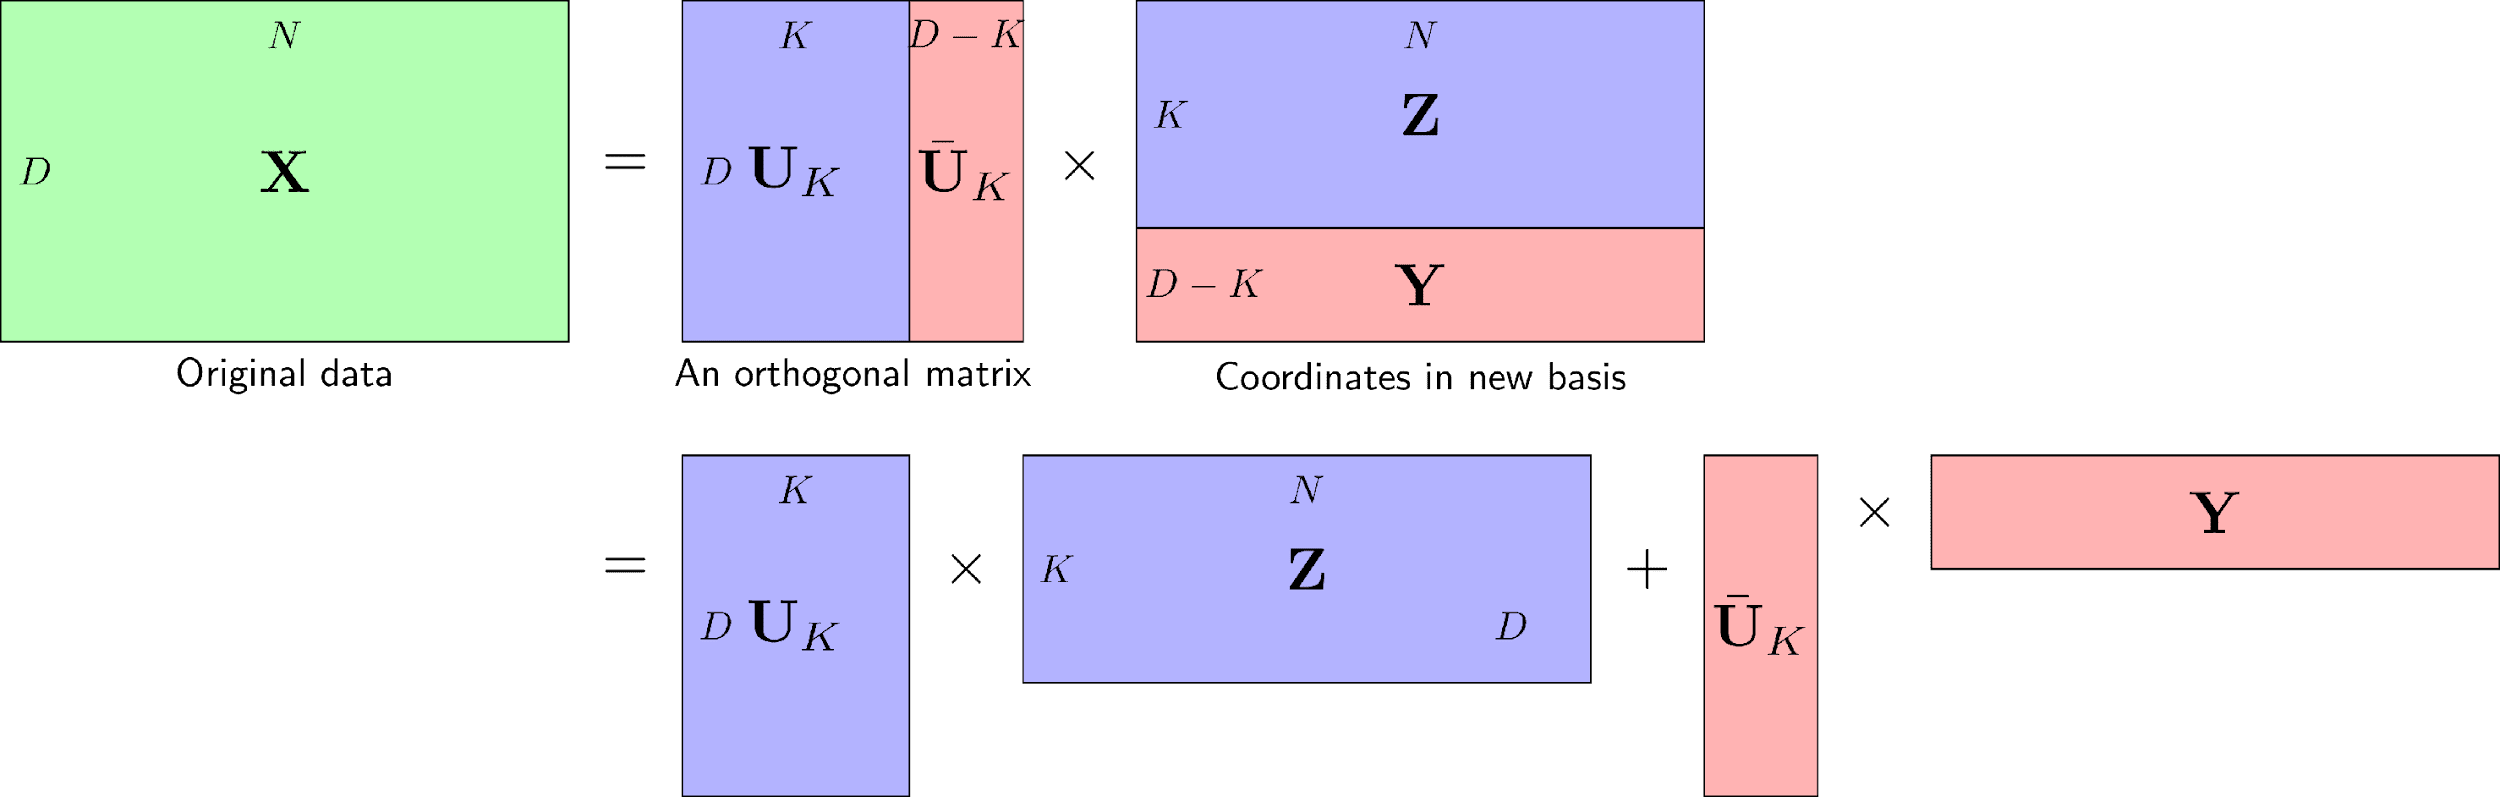 N K D − K N
K Z
D X = D U_K Ū_K ×
D − K Y
Original data An orthogonal matrix Coordinates in new basis
K N Y
= D U_K × K Z + Ū_K ×
D